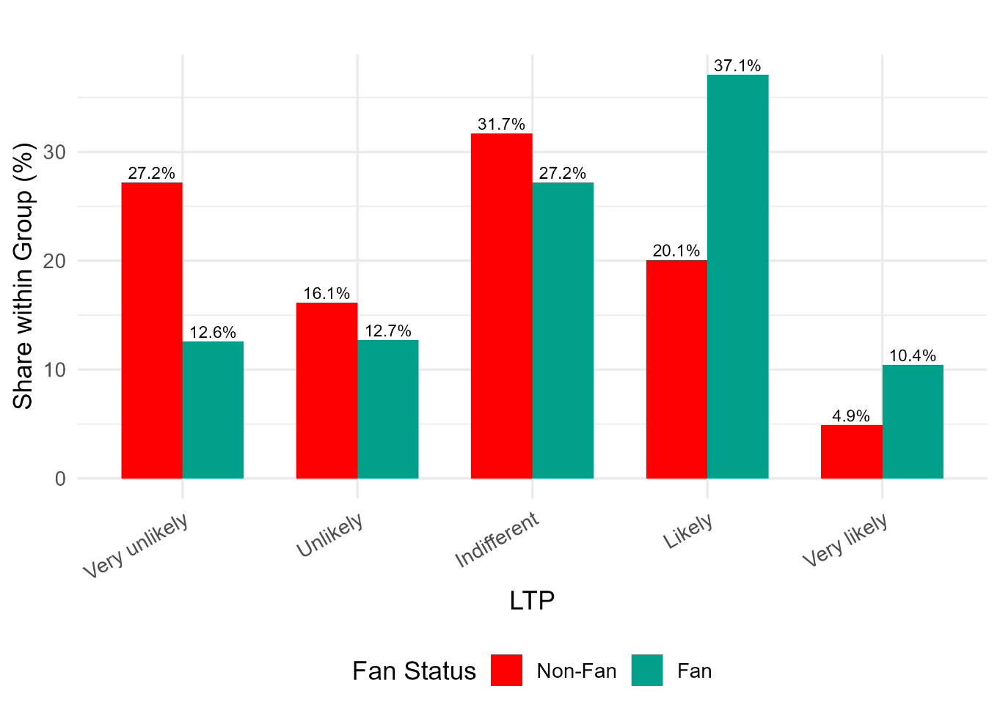 37.1%
31.7%
27.2%
27.2%
20.1%
16.1%
12.6%
12.7%
10.4%
4.9%
Share within Group (%)
30
20
10
0
Very unlikely
Unlikely
Indifferent
Likely
Very likely
LTP
Fan Status Non-Fan Fan